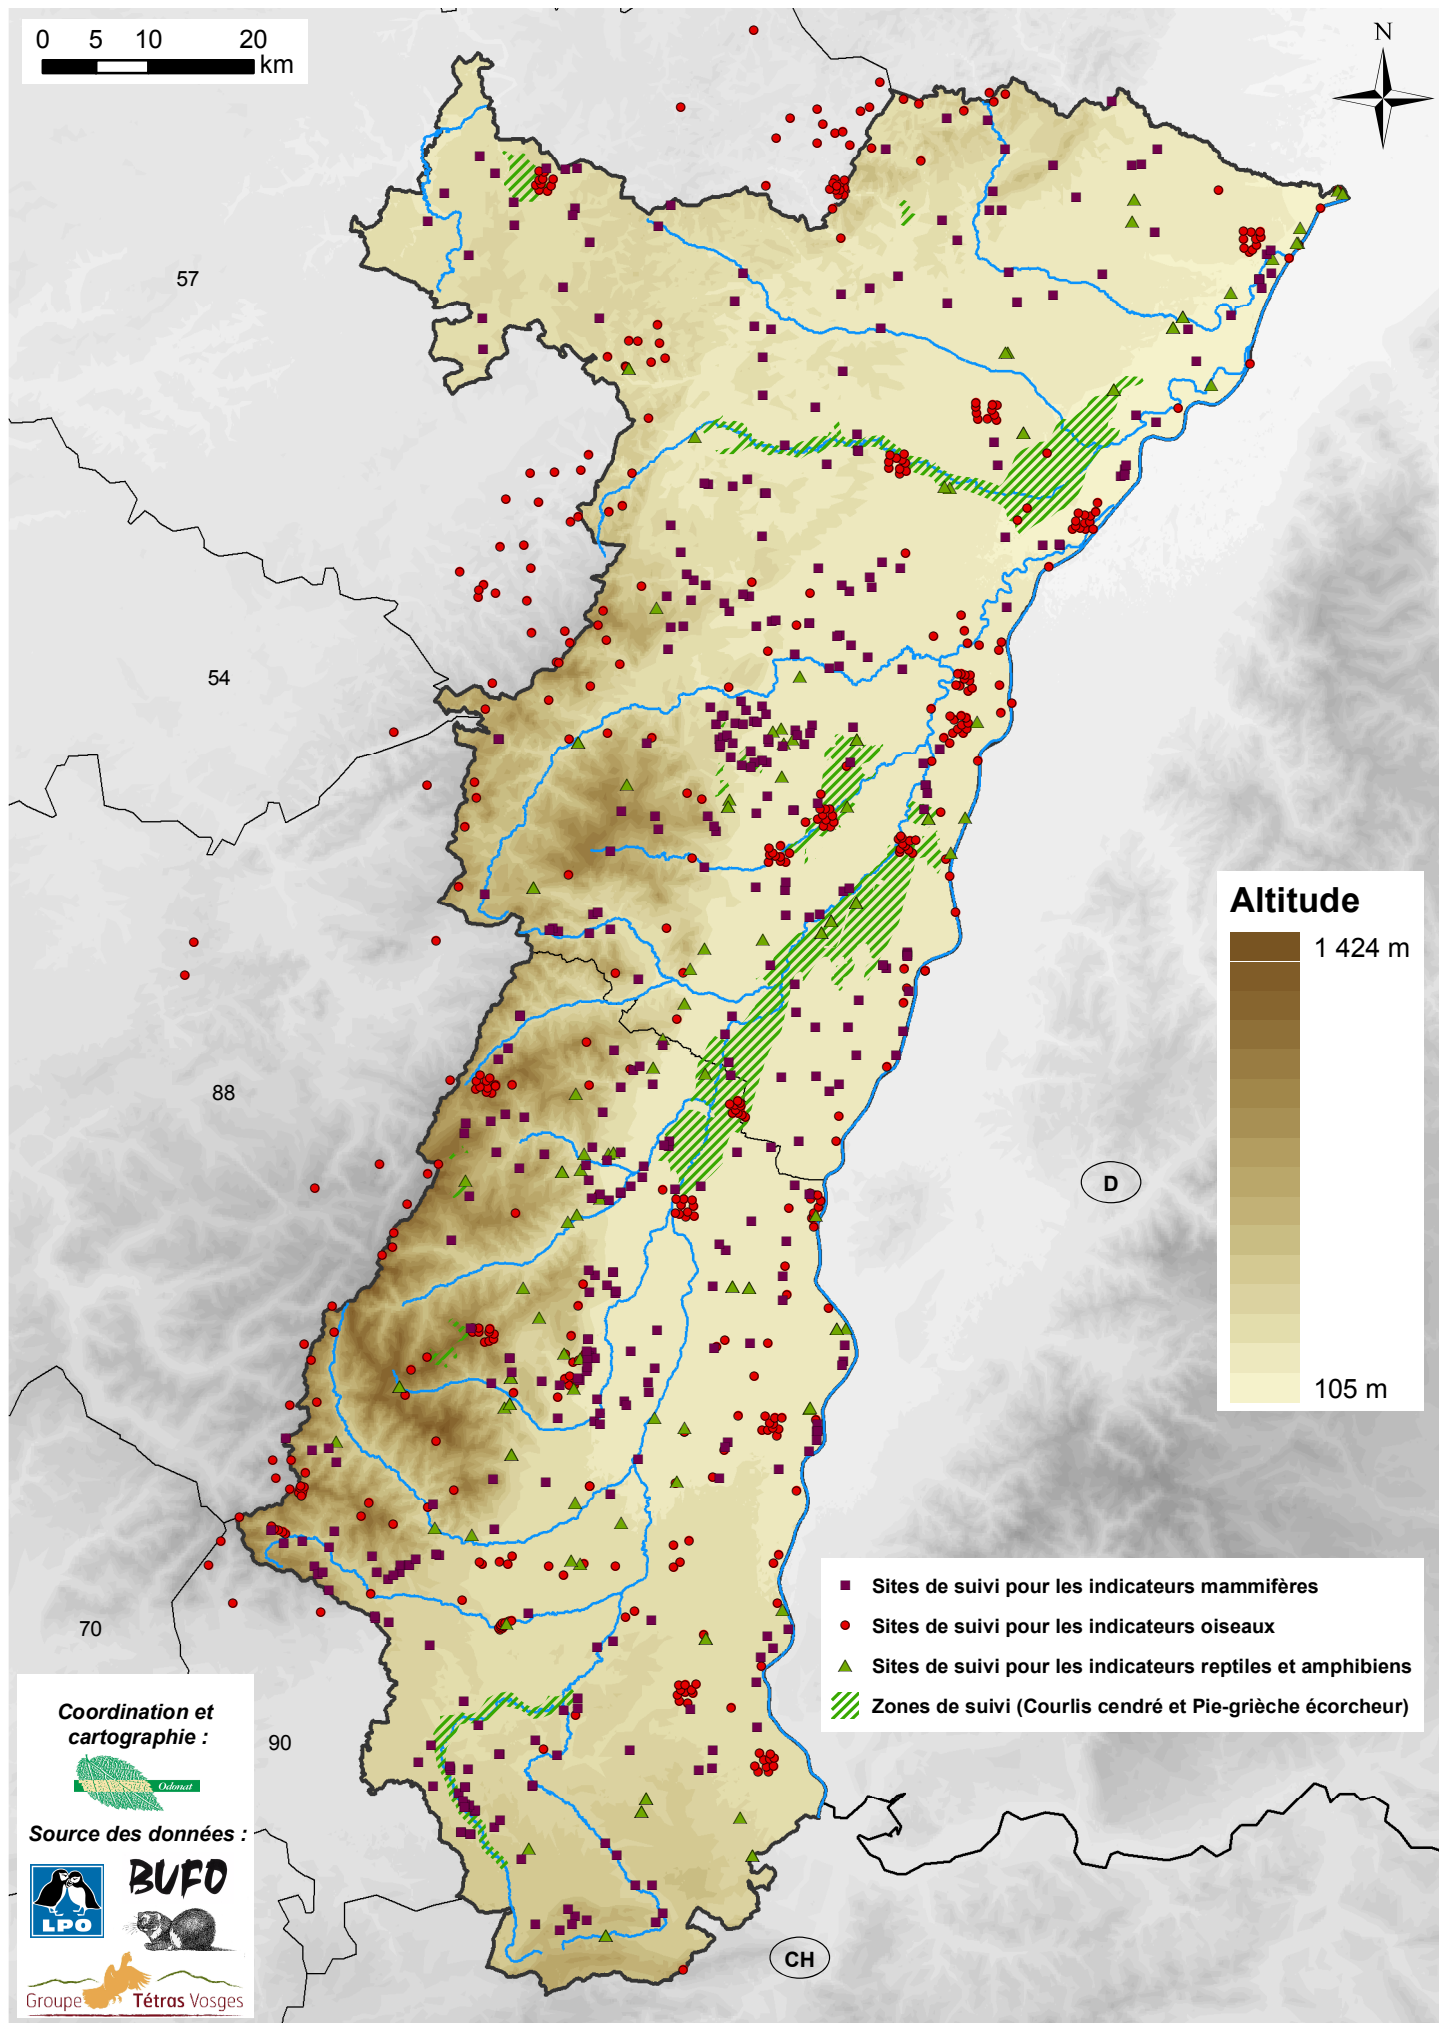 0 5 10 20
km
N
57
54
88
70
90
D
CH
Altitude
1 424 m
105 m
Sites de suivi pour les indicateurs mammifères
Sites de suivi pour les indicateurs oiseaux
Sites de suivi pour les indicateurs reptiles et amphibiens
Zones de suivi (Courlis cendré et Pie-grièche écorcheur)
Coordination et
cartographie :
Odonat
Source des données :
LPO
BUFO
Groupe Tétras Vosges